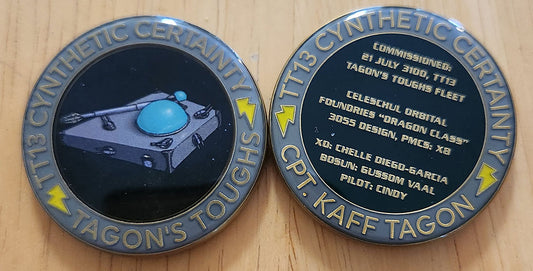 TT13 CYNTHETIC CERTAINTY
TAGON'S TOUGHS
TT13 CYNTHETIC CERTAINTY
COMMISSIONED:
21 JULY 3100, TT13
TAGON'S TOUGHS FLEET
CELESCHUL ORBITAL
FOUNDRIES "DRAGON CLASS"
3055 DESIGN, PMCS: X8
XO: CHELLE DIEGO-GARCIA
BOSUN: GUSSOM VAAL
PILOT: CINDY
CPT. KAFF TAGON